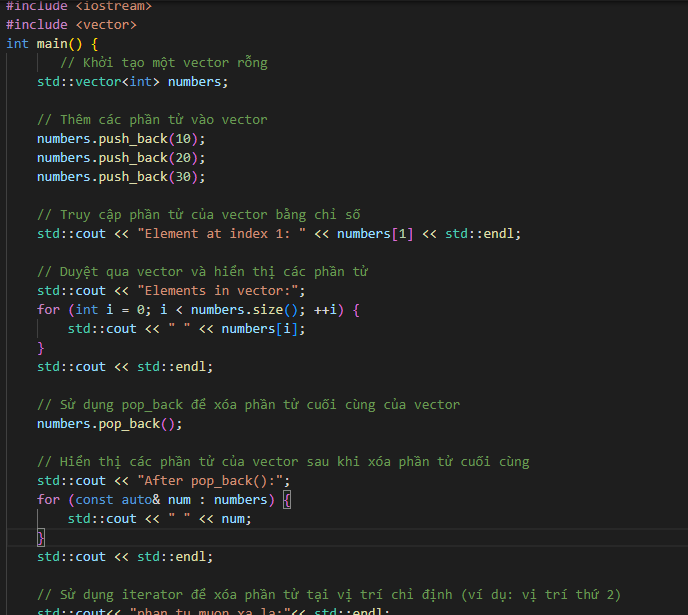 #include <iostream>
#include <vector>
int main() {
// Khởi tạo một vector rỗng
std::vector<int> numbers;
// Thêm các phần tử vào vector
numbers.push_back(10);
numbers.push_back(20);
numbers.push_back(30);
// Truy cập phần tử của vector bằng chỉ số
std::cout << "Element at index 1: " << numbers[1] << std::endl;
// Duyệt qua vector và hiển thị các phần tử
std::cout << "Elements in vector:";
for (int i = 0; i < numbers.size(); ++i) {
std::cout << " " << numbers[i];
}
std::cout << std::endl;
// Sử dụng pop_back để xóa phần tử cuối cùng của vector
numbers.pop_back();
// Hiển thị các phần tử của vector sau khi xóa phần tử cuối cùng
std::cout << "After pop_back():";
for (const auto& num : numbers) {
std::cout << " " << num;
}
std::cout << std::endl;
// Sử dụng iterator để xóa phần tử tại vị trí chỉ định (ví dụ: vị trí thứ 2)
std::cout<< "phan tu muon xa la:"<< std::endl;